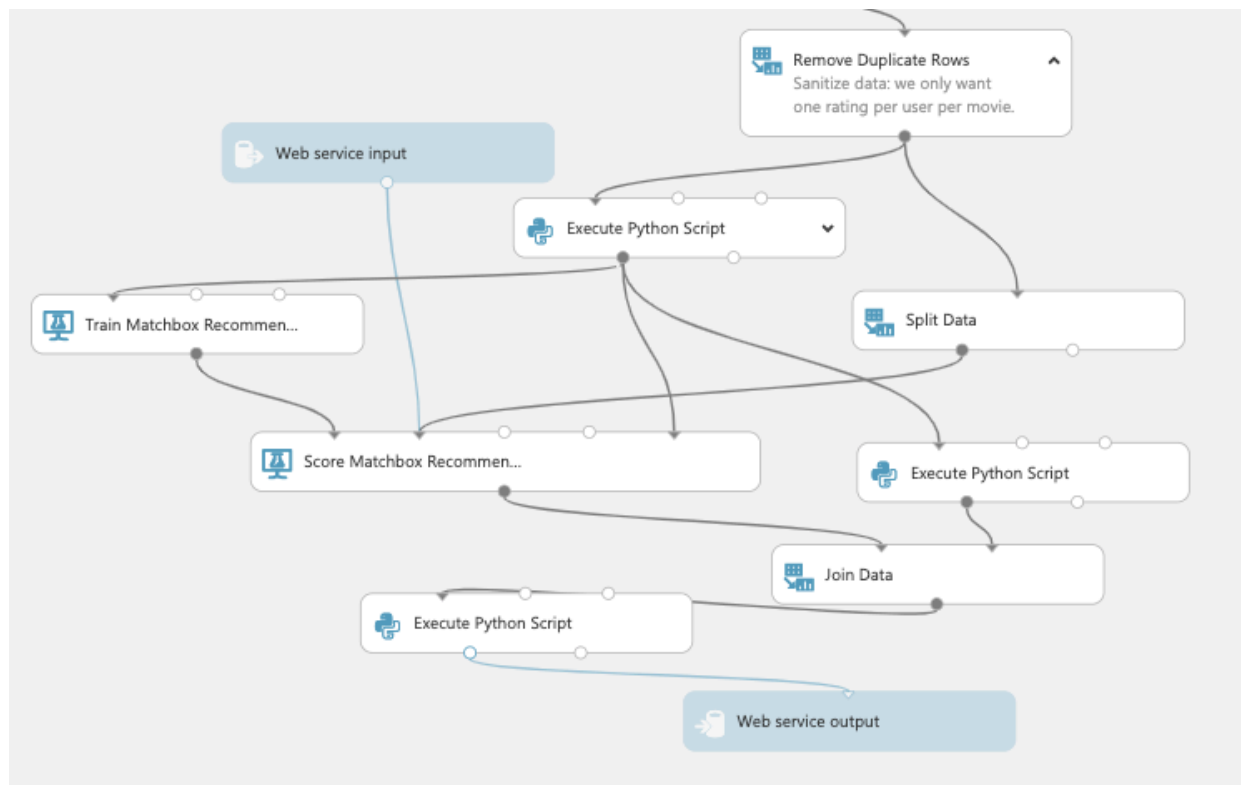 Remove Duplicate Rows
Sanitize data: we only want
one rating per user per movie.
Web service input
Execute Python Script
Train Matchbox Recommen...
Split Data
Score Matchbox Recommen...
Execute Python Script
Join Data
Execute Python Script
Web service output